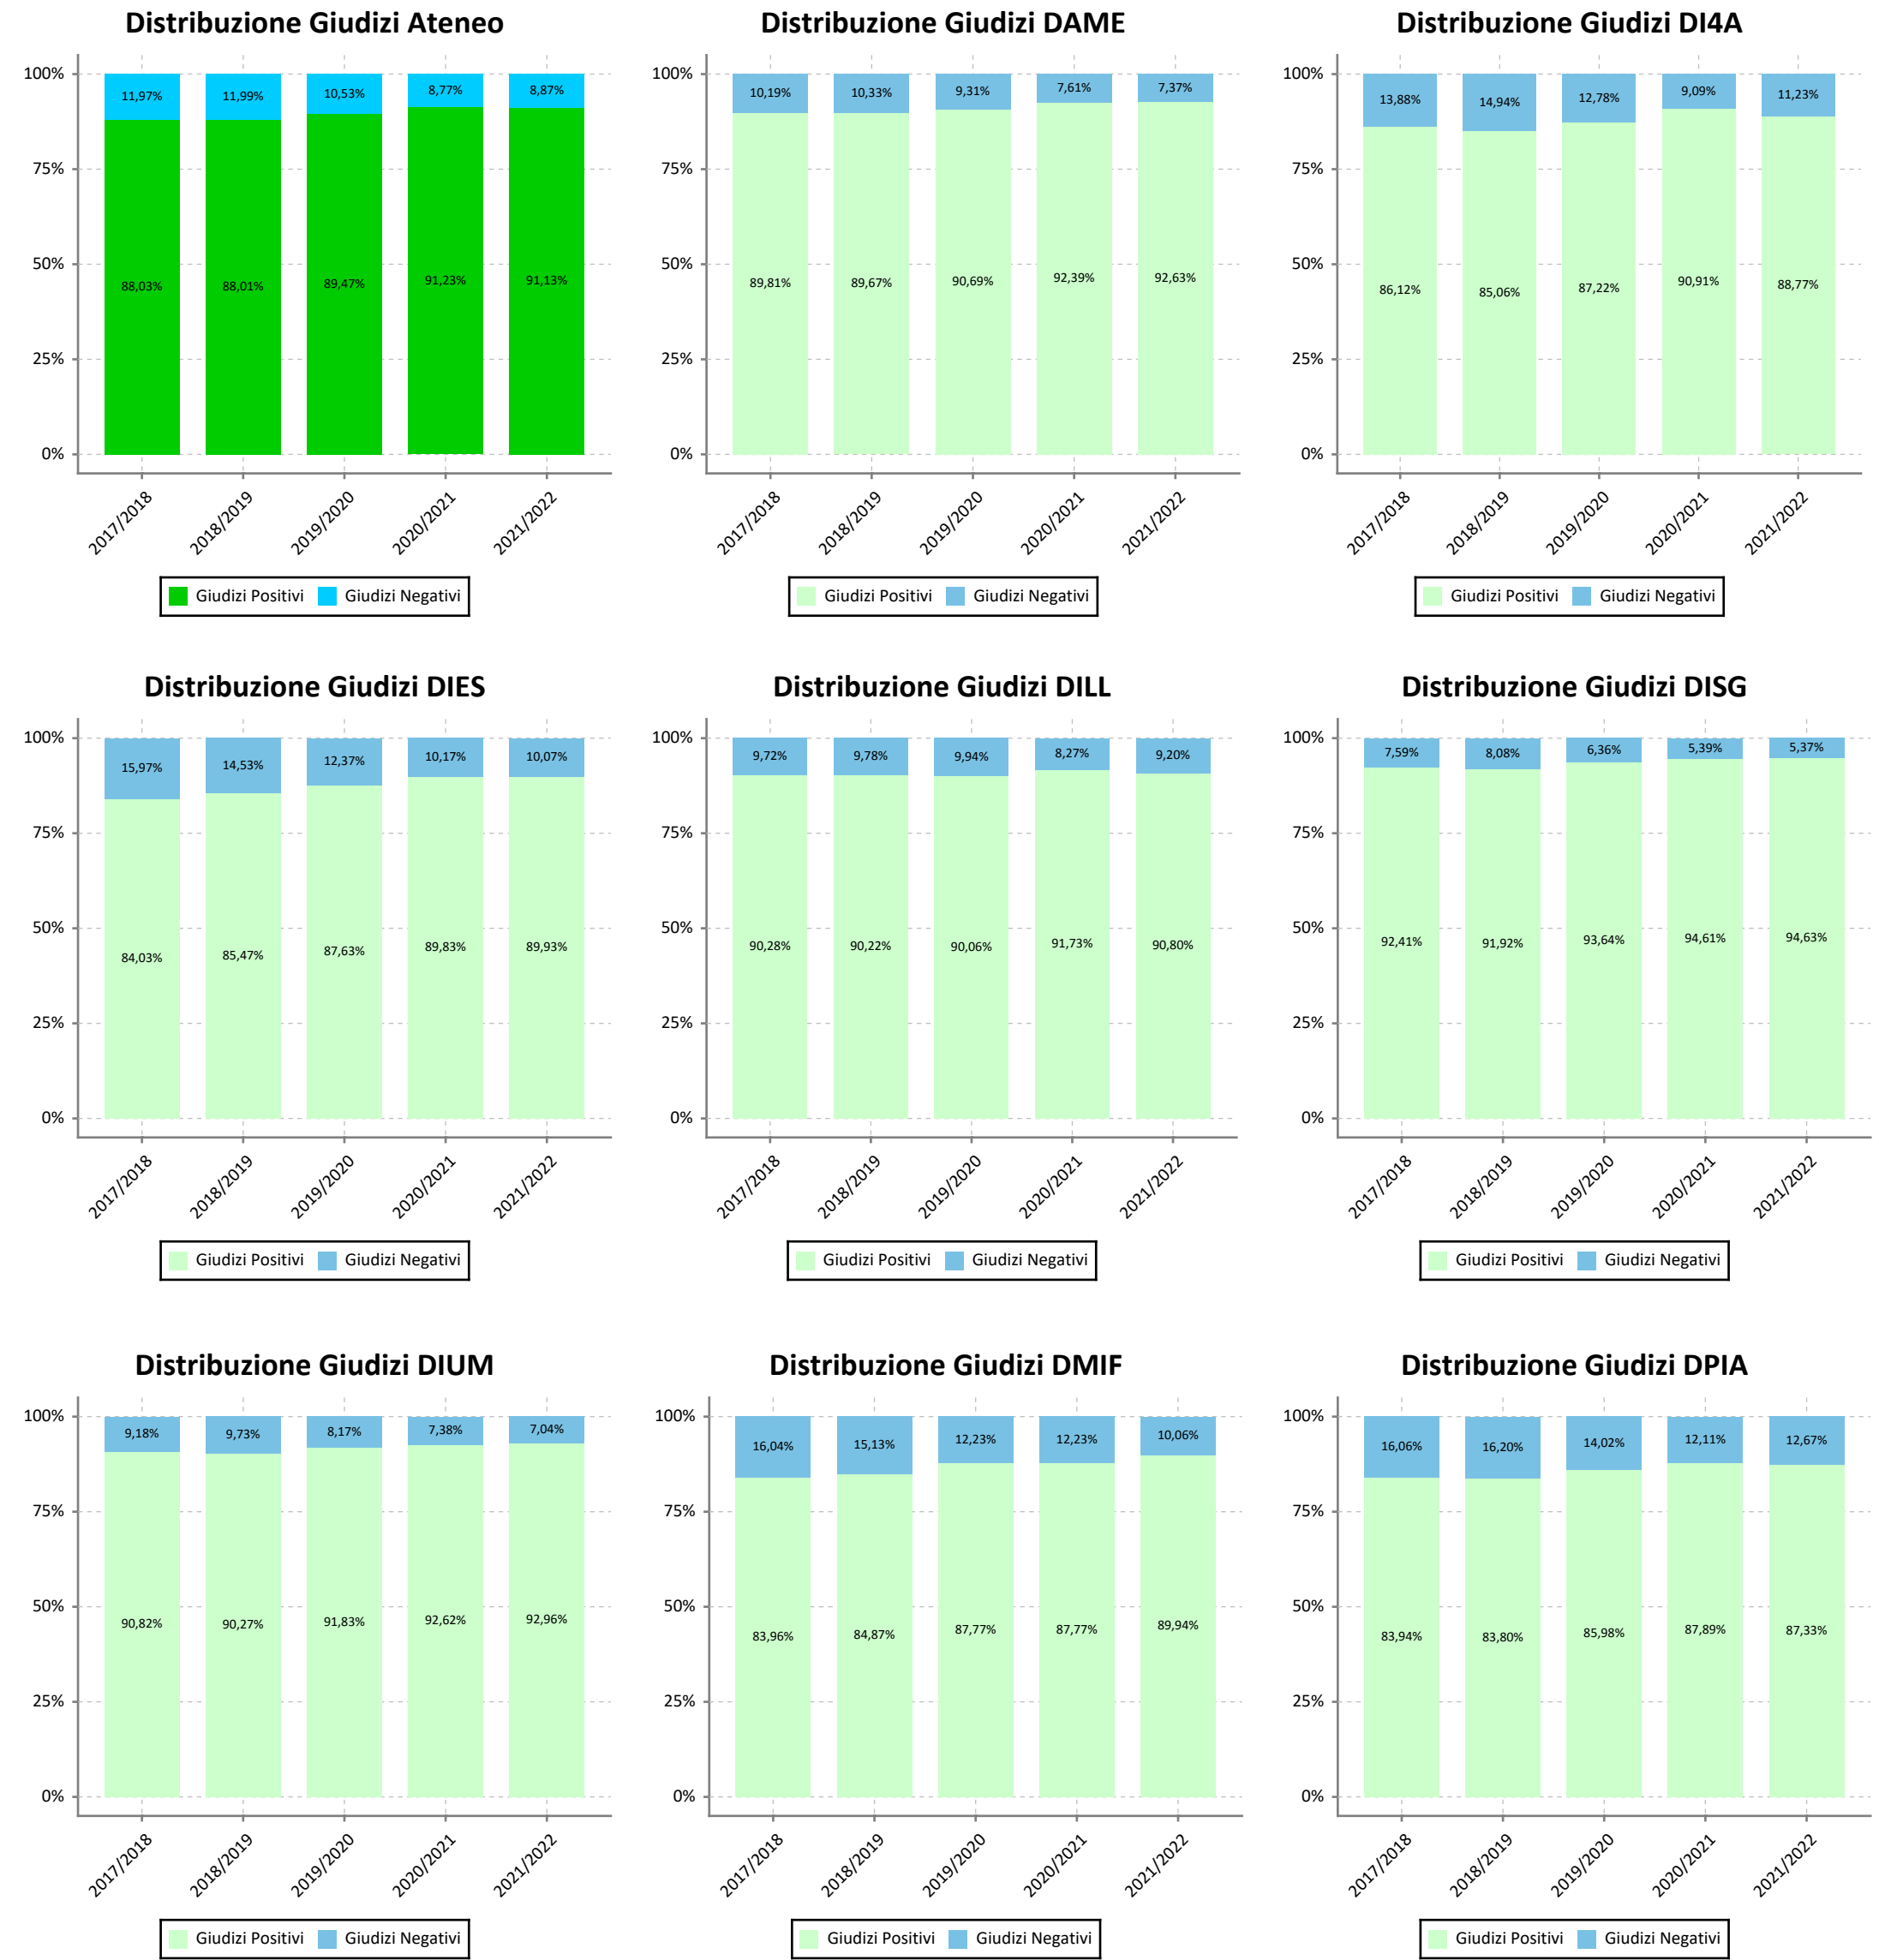 Distribuzione Giudizi Ateneo
100%
75%
50%
25%
0%
11,97% 11,99% 10,53% 8,77% 8,87%
88,03% 88,01% 89,47% 91,23% 91,13%
2017/2018 2018/2019 2019/2020 2020/2021 2021/2022
Giudizi Positivi Giudizi Negativi
Distribuzione Giudizi DAME
100%
75%
50%
25%
0%
10,19% 10,33% 9,31% 7,61% 7,37%
89,81% 89,67% 90,69% 92,39% 92,63%
2017/2018 2018/2019 2019/2020 2020/2021 2021/2022
Giudizi Positivi Giudizi Negativi
Distribuzione Giudizi DI4A
100%
75%
50%
25%
0%
13,88% 14,94% 12,78% 9,09% 11,23%
86,12% 85,06% 87,22% 90,91% 88,77%
2017/2018 2018/2019 2019/2020 2020/2021 2021/2022
Giudizi Positivi Giudizi Negativi
Distribuzione Giudizi DIES
100%
75%
50%
25%
0%
15,97% 14,53% 12,37% 10,17% 10,07%
84,03% 85,47% 87,63% 89,83% 89,93%
2017/2018 2018/2019 2019/2020 2020/2021 2021/2022
Giudizi Positivi Giudizi Negativi
Distribuzione Giudizi DILL
100%
75%
50%
25%
0%
9,72% 9,78% 9,94% 8,27% 9,20%
90,28% 90,22% 90,06% 91,73% 90,80%
2017/2018 2018/2019 2019/2020 2020/2021 2021/2022
Giudizi Positivi Giudizi Negativi
Distribuzione Giudizi DISG
100%
75%
50%
25%
0%
7,59% 8,08% 6,36% 5,39% 5,37%
92,41% 91,92% 93,64% 94,61% 94,63%
2017/2018 2018/2019 2019/2020 2020/2021 2021/2022
Giudizi Positivi Giudizi Negativi
Distribuzione Giudizi DIUM
100%
75%
50%
25%
0%
9,18% 9,73% 8,17% 7,38% 7,04%
90,82% 90,27% 91,83% 92,62% 92,96%
2017/2018 2018/2019 2019/2020 2020/2021 2021/2022
Giudizi Positivi Giudizi Negativi
Distribuzione Giudizi DMIF
100%
75%
50%
25%
0%
16,04% 15,13% 12,23% 12,23% 10,06%
83,96% 84,87% 87,77% 87,77% 89,94%
2017/2018 2018/2019 2019/2020 2020/2021 2021/2022
Giudizi Positivi Giudizi Negativi
Distribuzione Giudizi DPIA
100%
75%
50%
25%
0%
16,06% 16,20% 14,02% 12,11% 12,67%
83,94% 83,80% 85,98% 87,89% 87,33%
2017/2018 2018/2019 2019/2020 2020/2021 2021/2022
Giudizi Positivi Giudizi Negativi